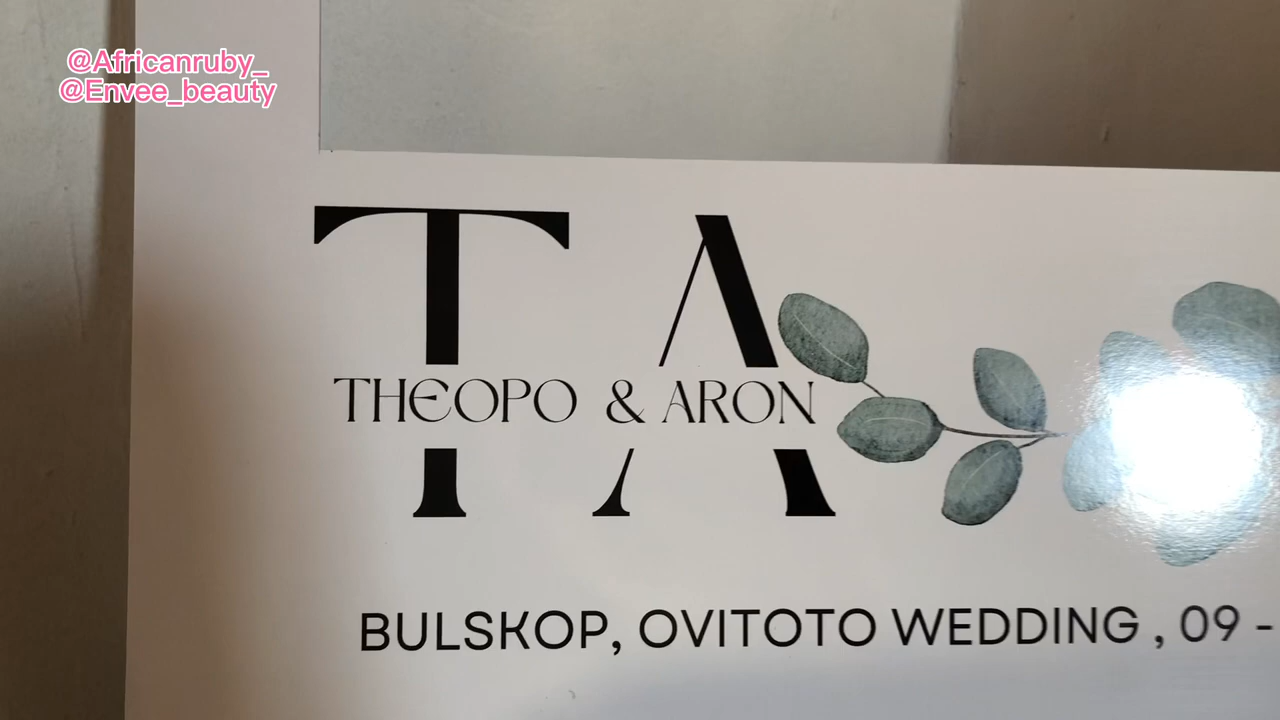 @Africanruby_
@Envee_beauty
TA
THEOPO & ARON
BULSKOP, OVITOTO WEDDING , 09 -